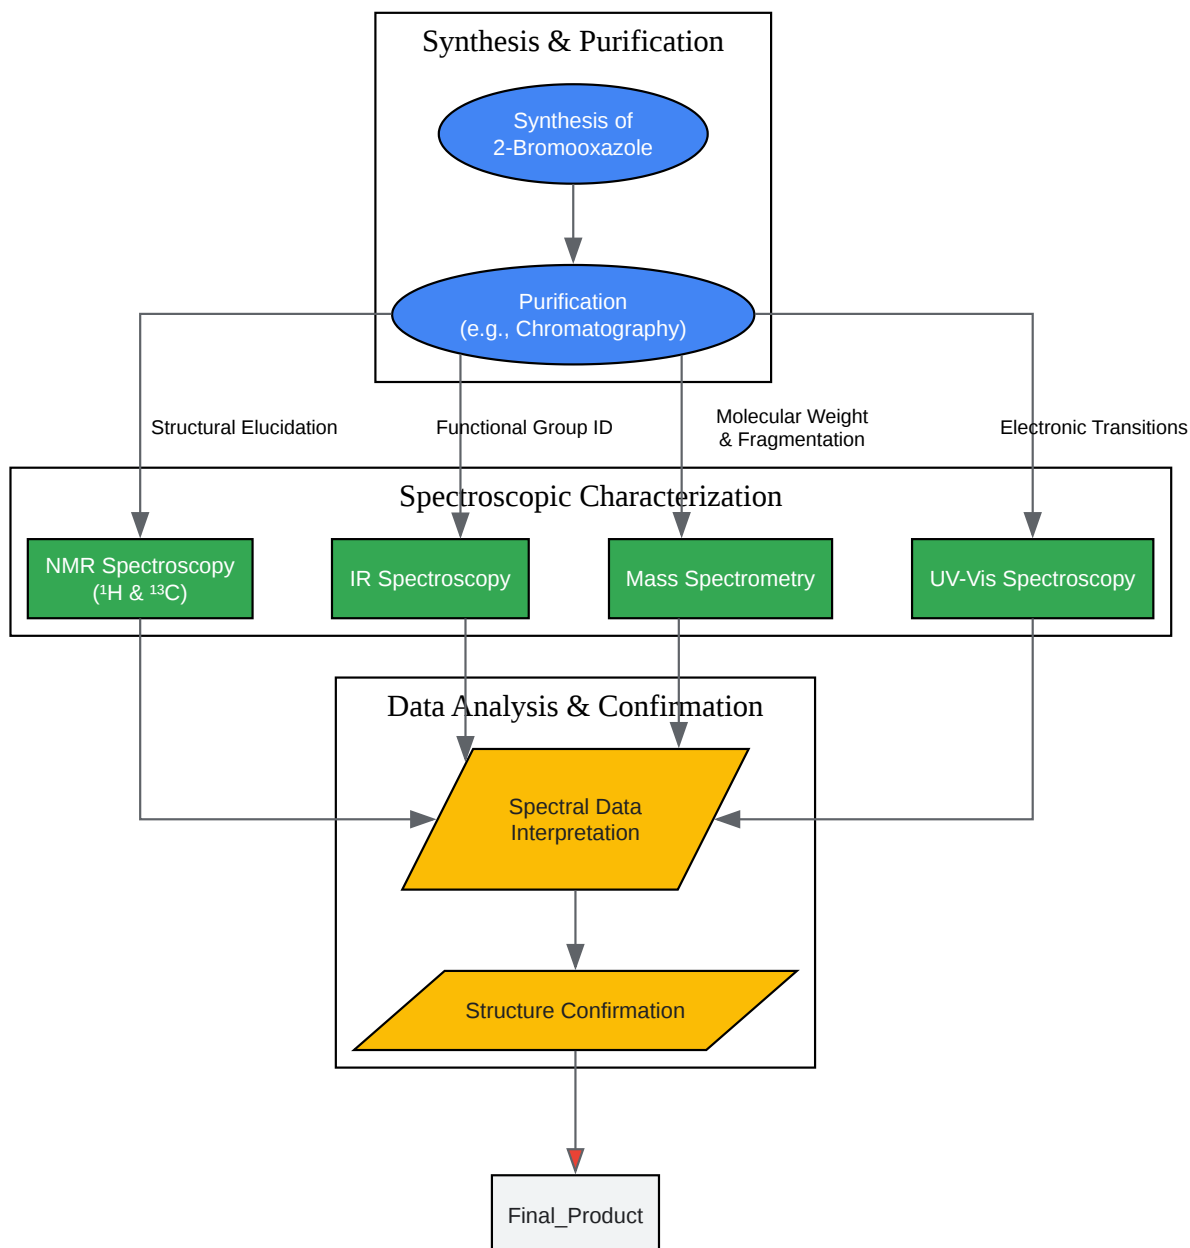 Synthesis & Purification
Synthesis of
2-Bromooxazole
Purification
(e.g., Chromatography)
Structural Elucidation
Functional Group ID
Molecular Weight
& Fragmentation
Electronic Transitions
Spectroscopic Characterization
NMR Spectroscopy
(¹H & ¹³C)
IR Spectroscopy
Mass Spectrometry
UV-Vis Spectroscopy
Data Analysis & Confirmation
Spectral Data
Interpretation
Structure Confirmation
Final_Product